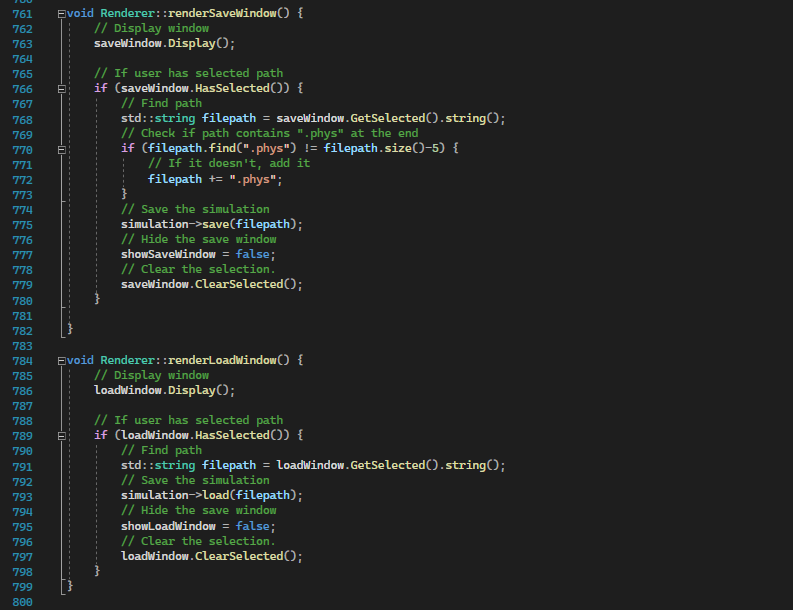 761 void Renderer::renderSaveWindow() {
762     // Display window
763     saveWindow.Display();
764
765     // If user has selected path
766     if (saveWindow.HasSelected()) {
767         // Find path
768         std::string filepath = saveWindow.GetSelected().string();
769         // Check if path contains ".phys" at the end
770         if (filepath.find(".phys") != filepath.size()-5) {
771             // If it doesn't, add it
772             filepath += ".phys";
773         }
774         // Save the simulation
775         simulation->save(filepath);
776         // Hide the save window
777         showSaveWindow = false;
778         // Clear the selection.
779         saveWindow.ClearSelected();
780     }
781
782 }
783
784 void Renderer::renderLoadWindow() {
785     // Display window
786     loadWindow.Display();
787
788     // If user has selected path
789     if (loadWindow.HasSelected()) {
790         // Find path
791         std::string filepath = loadWindow.GetSelected().string();
792         // Save the simulation
793         simulation->load(filepath);
794         // Hide the save window
795         showLoadWindow = false;
796         // Clear the selection.
797         loadWindow.ClearSelected();
798     }
799 }
800